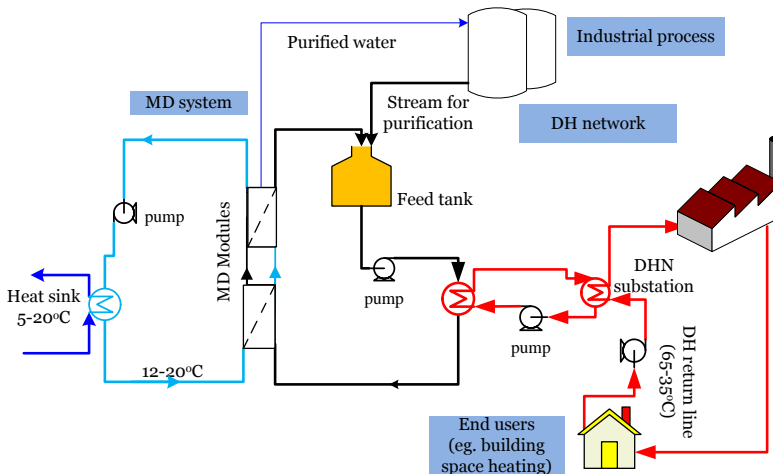 Purified water
Industrial process
MD system
Stream for
purification
DH network
pump
MD Modules
Feed tank
Heat sink
5-20°C
pump
DHN
substation
12-20°C
pump
DH return line
(65-35°C)
End users
(eg. building
space heating)